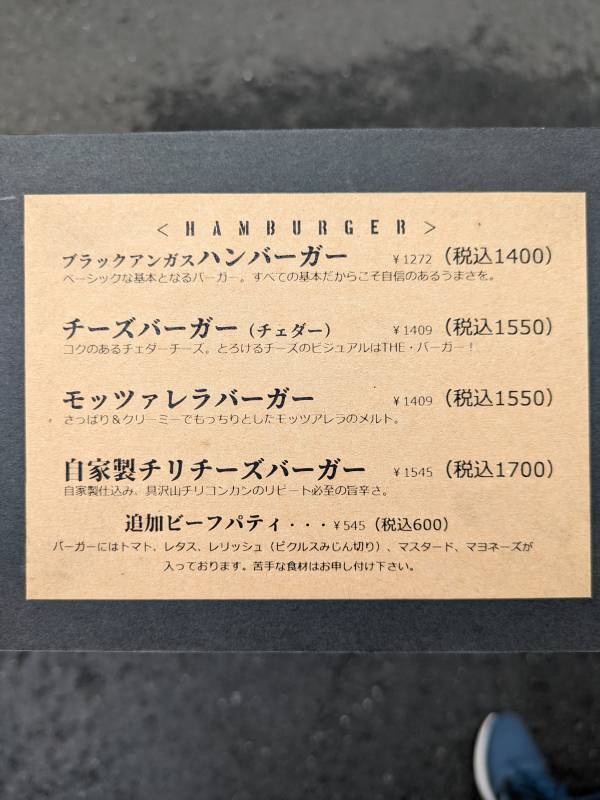 < HAMBURGER >
ブラックアンガスハンバーガー ¥1272（税込1400）
ベーシックな基本となるバーガー。すべての基本だからこそ自信のあるうまさを。
チーズバーガー（チェダー） ¥1409（税込1550）
コクのあるチェダーチーズ。とろけるチーズのビジュアルはTHE・バーガー！
モッツァレラバーガー ¥1409（税込1550）
さっぱり＆クリーミーでもっちりとしたモッツアレラのメルト。
自家製チリチーズバーガー ¥1545（税込1700）
自家製仕込み、具沢山チリコンカンのリピート必至の旨辛さ。
追加ビーフパティ・・・¥545（税込600）
バーガーにはトマト、レタス、レリッシュ（ピクルスみじん切り）、マスタード、マヨネーズが
入っております。苦手な食材はお申し付け下さい。